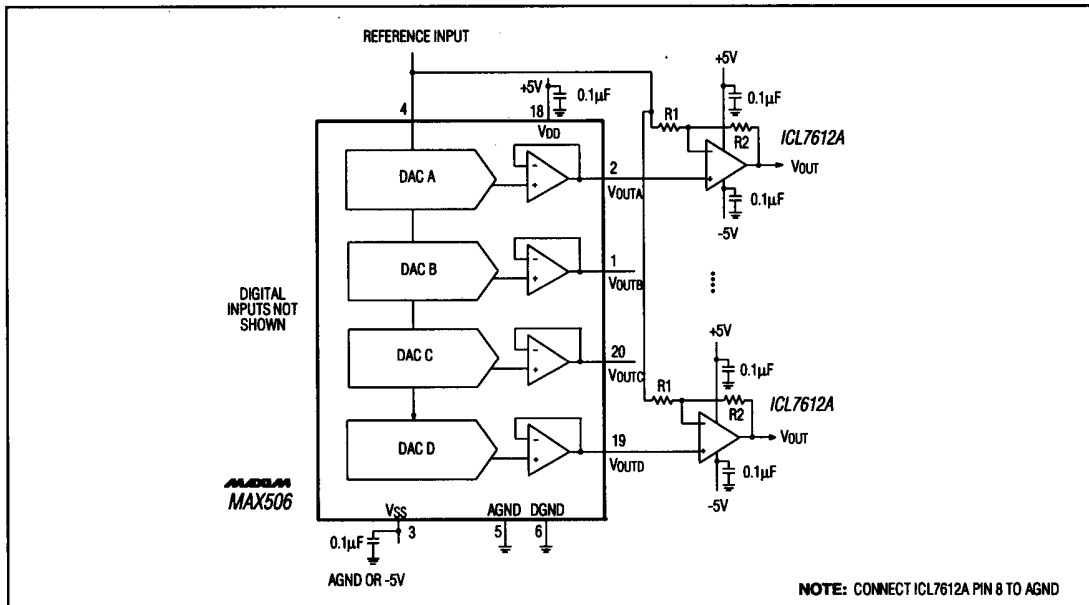 REFERENCE INPUT
+5V
0.1µF
4
18
VDD
+5V
0.1µF
R1
R2
ICL7612A
VOUT
0.1µF
-5V
DAC A
2
VOUTA
DAC B
1
VOUTB
DIGITAL
INPUTS NOT
SHOWN
DAC C
20
VOUTC
+5V
0.1µF
R1
R2
ICL7612A
VOUT
0.1µF
-5V
DAC D
19
VOUTD
MAXIM
MAX506
VSS
AGND
DGND
3
5
6
0.1µF
AGND OR -5V
NOTE: CONNECT ICL7612A PIN 8 TO AGND